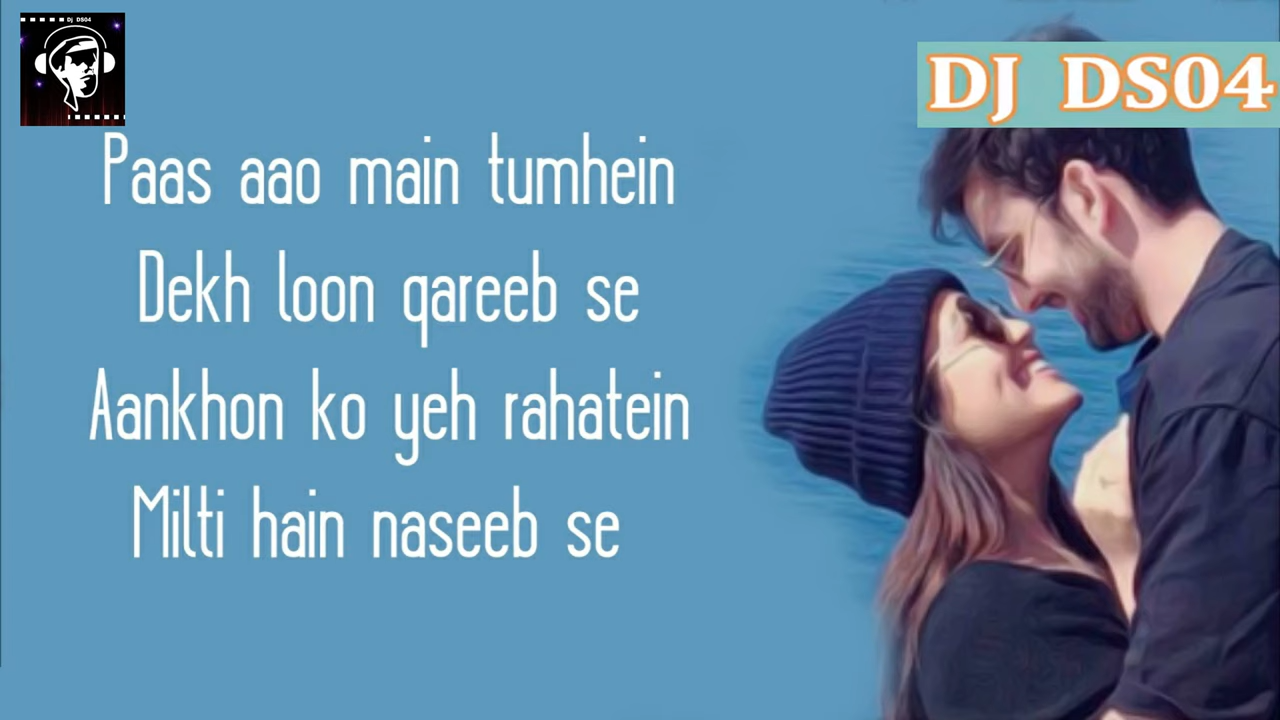 Dj DS04
DJ DS04
Paas aao main tumhein
Dekh loon qareeb se
Aankhon ko yeh rahatein
Milti hain naseeb se